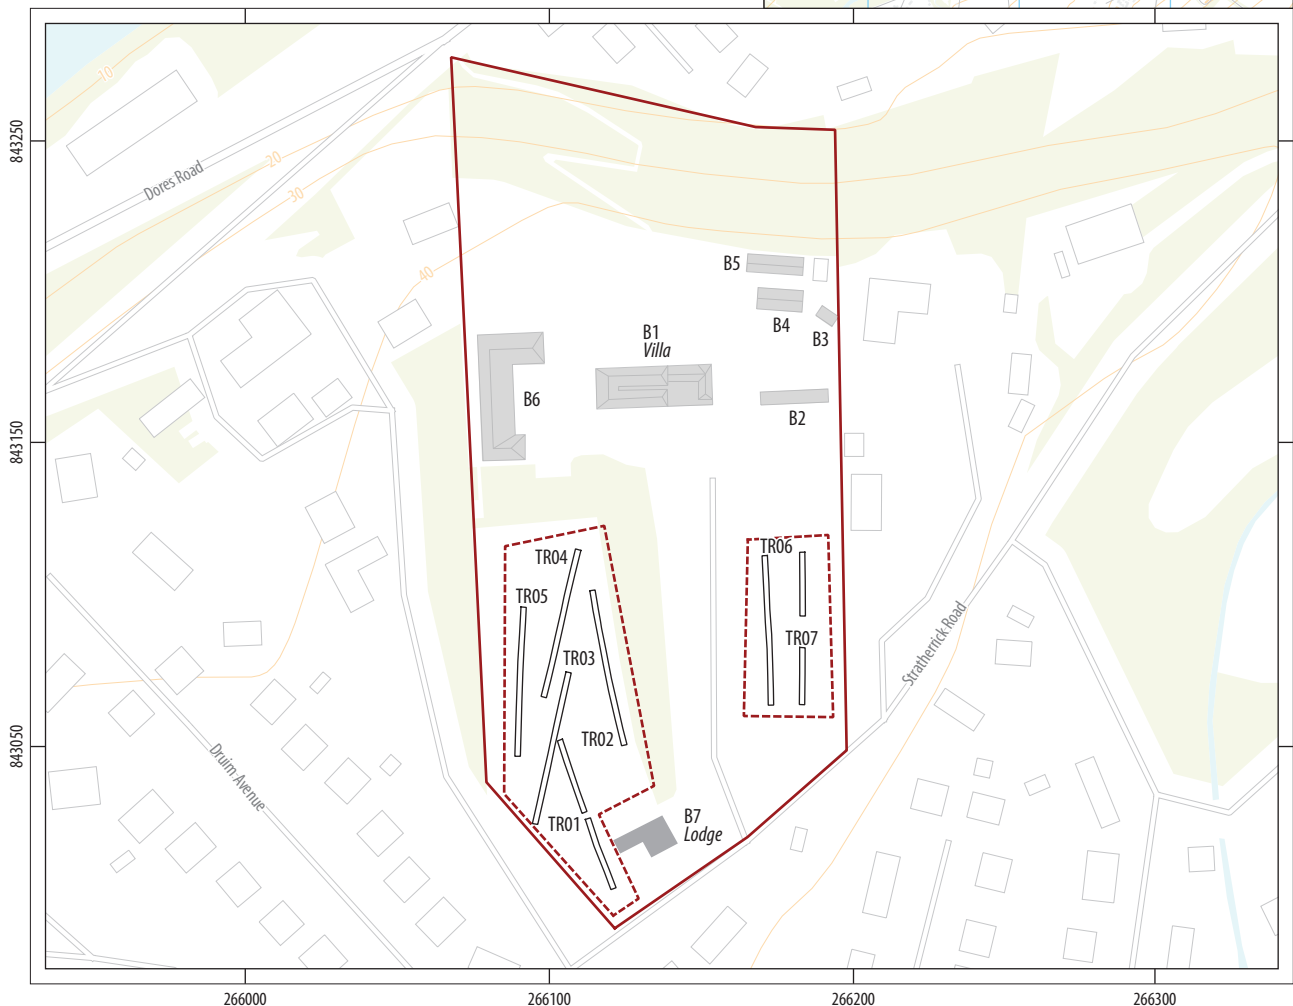 10
843250
Dores Road
20
30
40
B5
B4
B3
B1
Villa
B6
B2
843150
TR04
TR06
TR05
TR07
TR03
Stratherrick Road
TR02
843050
Druim Avenue
TR01
B7
Lodge
266000
266100
266200
266300